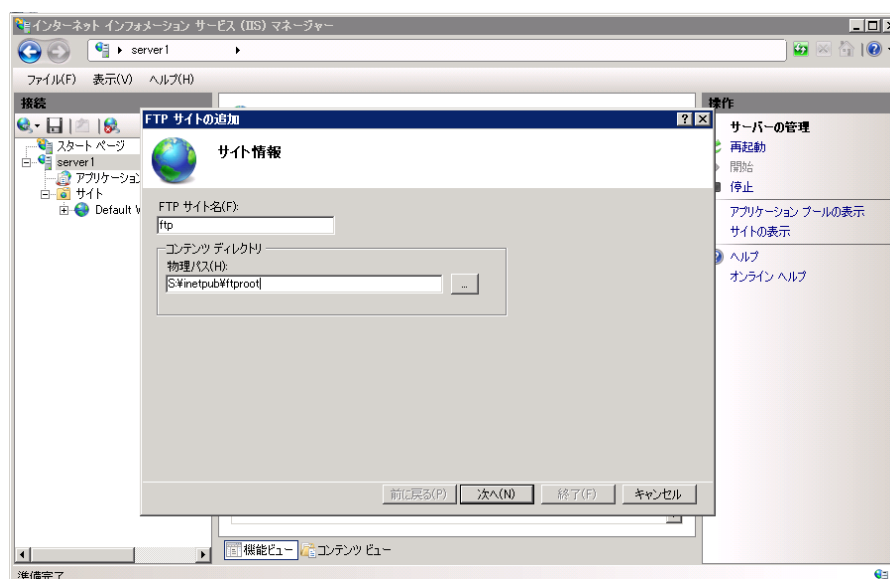 インターネット インフォメーション サービス (IIS) マネージャー
server1
ファイル(F) 表示(V) ヘルプ(H)
接続
スタート ページ
server1
アプリケーション
サイト
Default W
FTP サイトの追加
サイト情報
FTP サイト名(F):
ftp
コンテンツ ディレクトリ
物理パス(H):
S:¥inetpub¥ftproot
...
前に戻る(P) 次へ(N) 終了(F) キャンセル
機能ビュー コンテンツ ビュー
操作
サーバーの管理
再起動
開始
停止
アプリケーション プールの表示
サイトの表示
ヘルプ
オンライン ヘルプ
準備完了